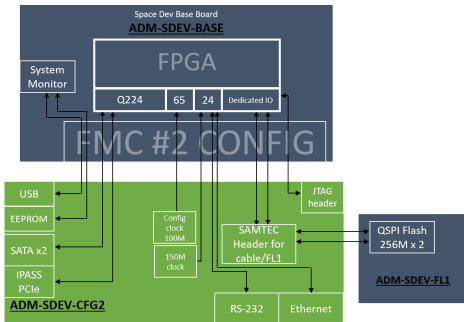 Space Dev Base Board
ADM-SDEV-BASE
FPGA
System
Monitor
Q224
65
24
Dedicated IO
FMC #2 CONFIG
USB
EEPROM
SATA x2
IPASS
PCIe
Config
clock
100M
150M
clock
SAMTEC
Header for
cable/FL1
JTAG
header
QSPI Flash
256M x 2
ADM-SDEV-FL1
ADM-SDEV-CFG2
RS-232
Ethernet